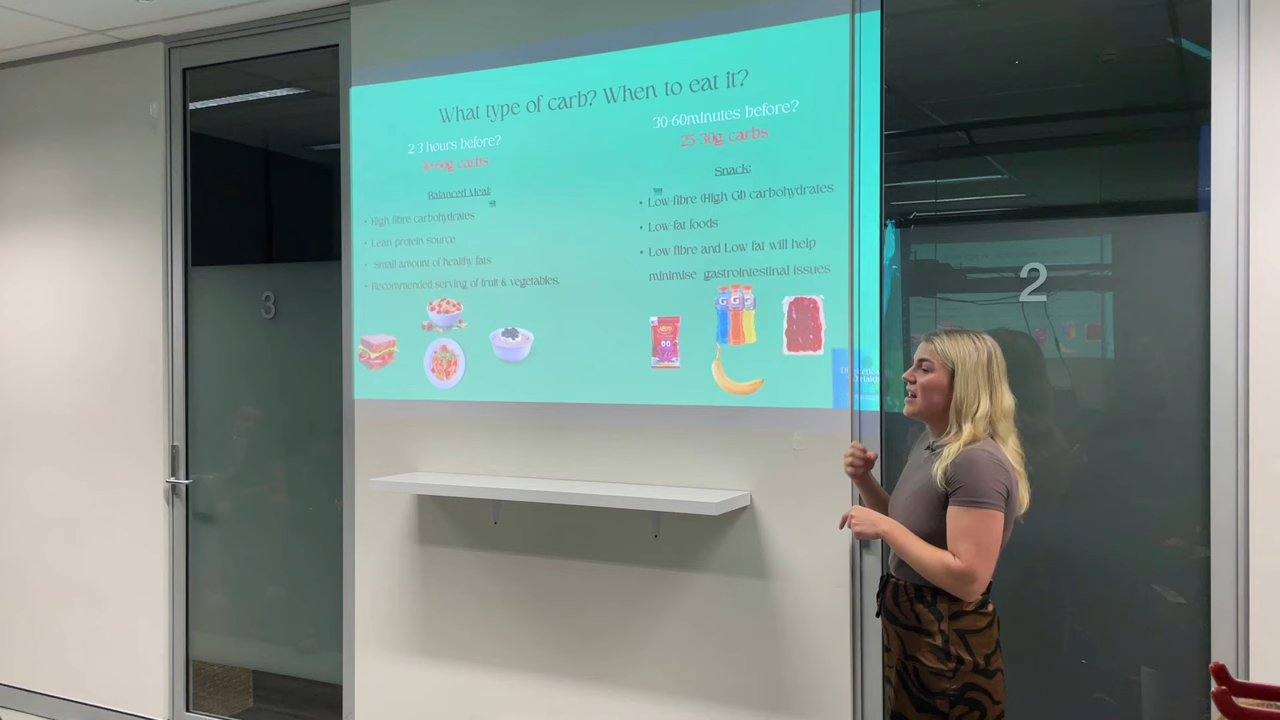 What type of carb? When to eat it?
2-3 hours before?
carbs
Balanced Meal:
• High fibre carbohydrates
• Lean protein source
• Small amount of healthy fats
• Recommended serving of fruit & vegetables.
30-60minutes before?
25-30g carbs
Snack:
• Low-fibre (High GI) carbohydrates
• Low-fat foods
• Low fibre and Low fat will help
minimise gastrointestinal issues
G G G
3
2